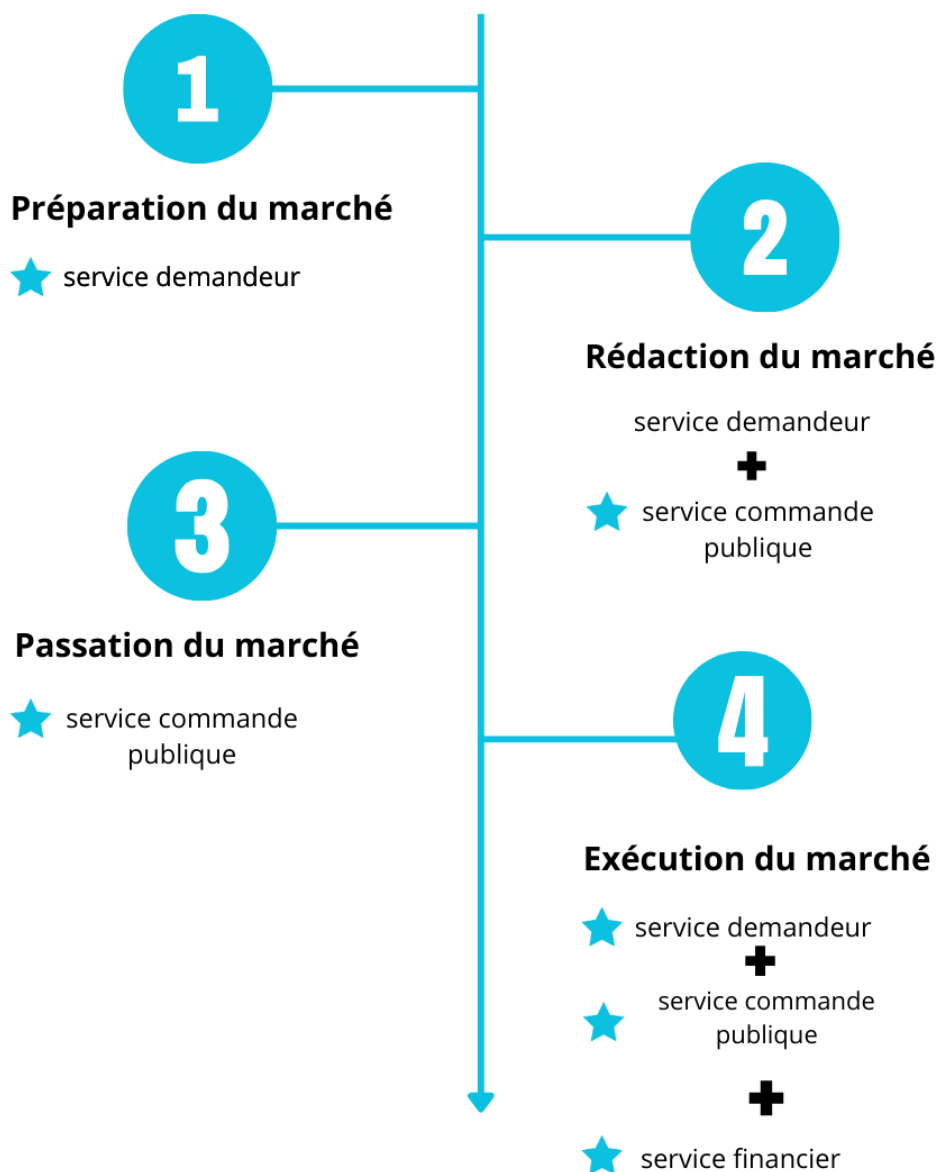 1
Préparation du marché
service demandeur
2
Rédaction du marché
service demandeur
+
service commande
publique
3
Passation du marché
service commande
publique
4
Exécution du marché
service demandeur
+
service commande
publique
+
service financier